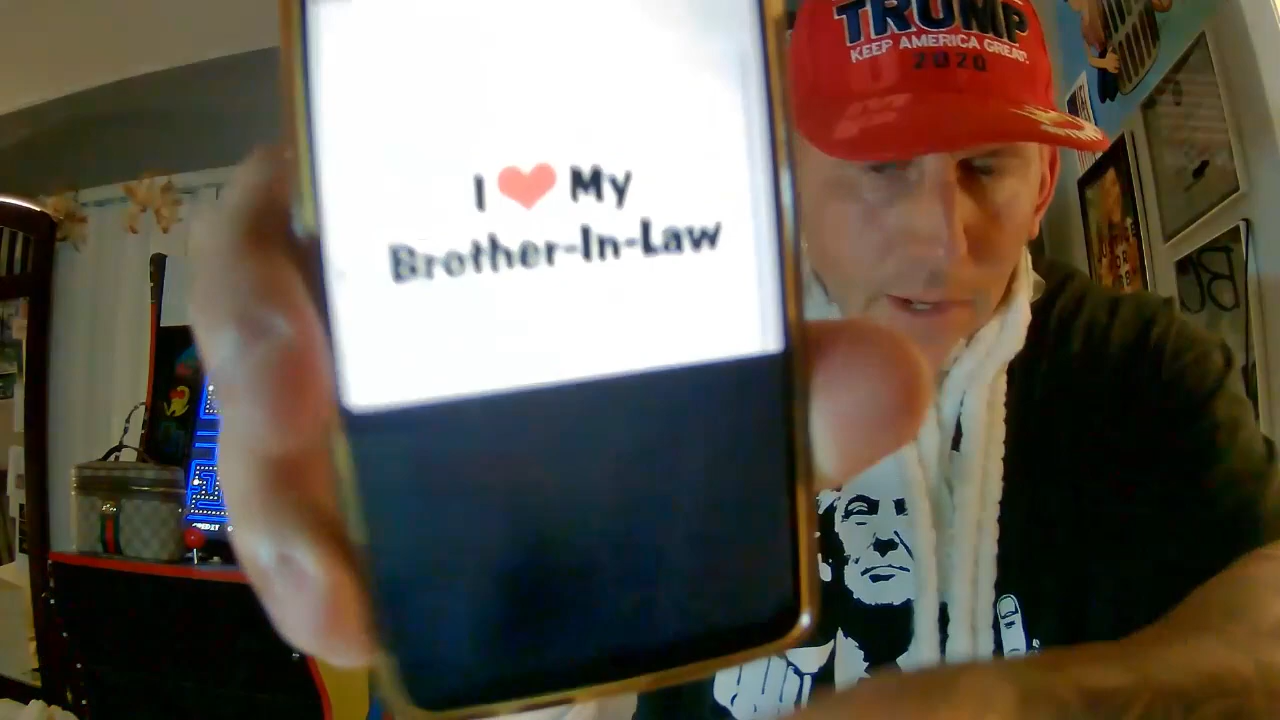 I ❤ My
Brother-In-Law
TRUMP
KEEP AMERICA GREAT!
2020